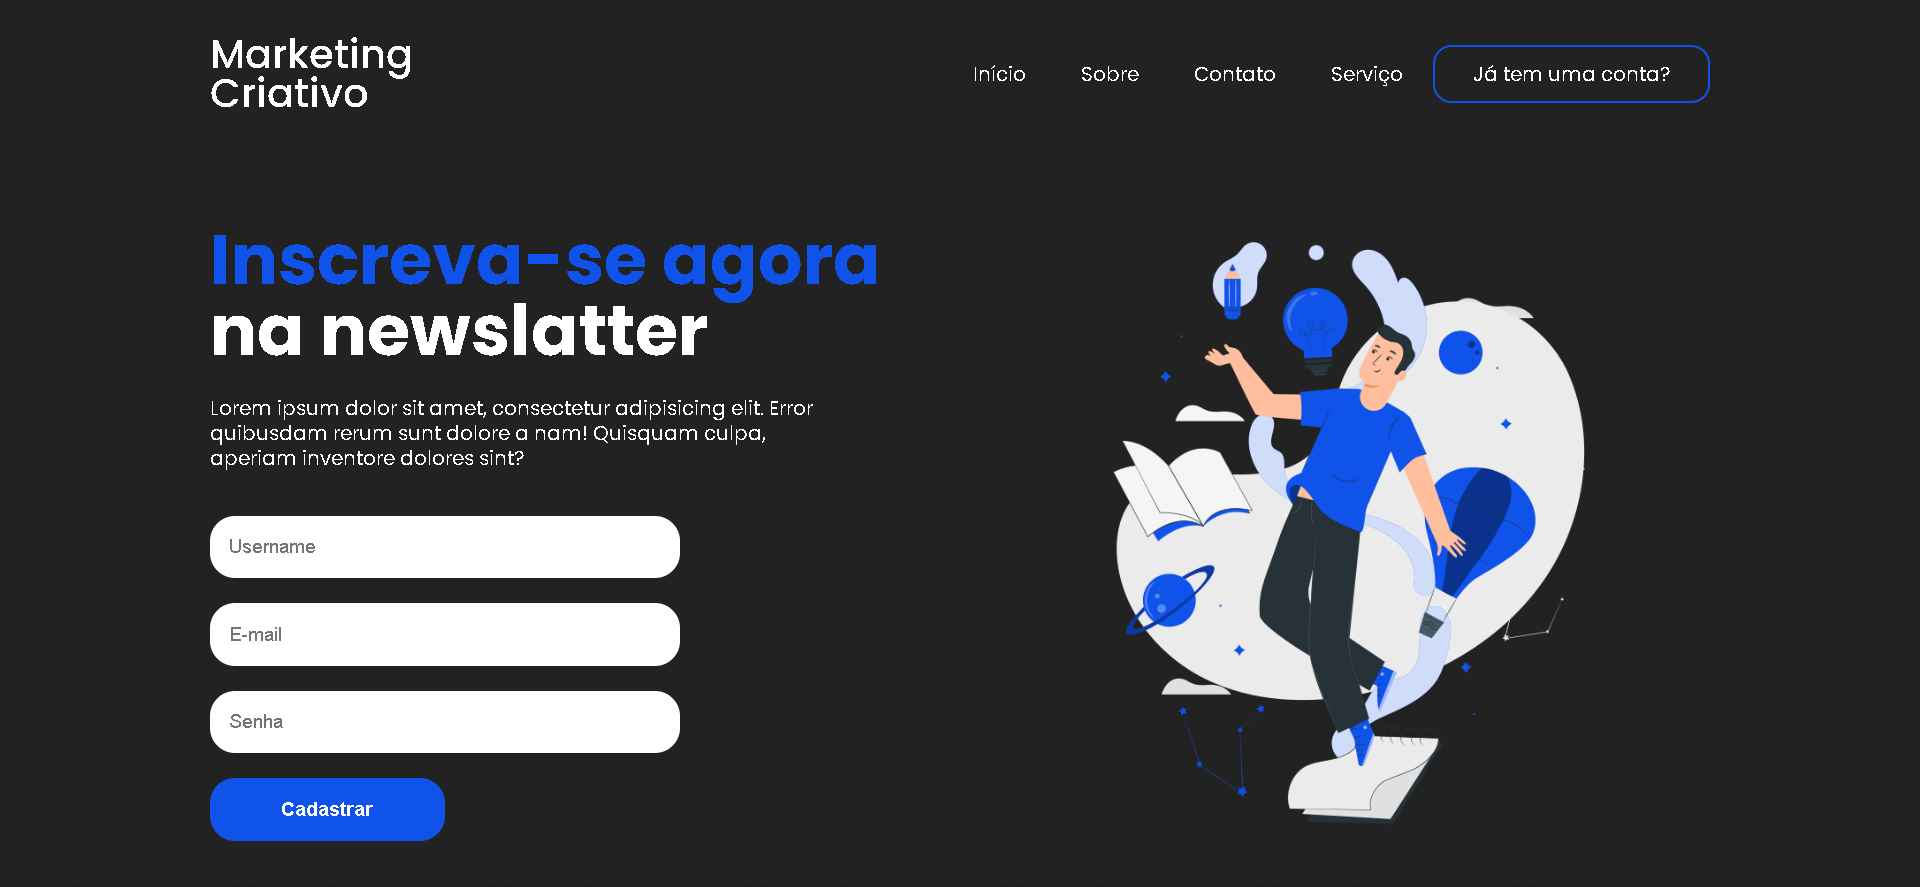 Marketing
Criativo
Início
Sobre
Contato
Serviço
Já tem uma conta?
Inscreva-se agora
na newslatter
Lorem ipsum dolor sit amet, consectetur adipisicing elit. Error
quibusdam rerum sunt dolore a nam! Quisquam culpa,
aperiam inventore dolores sint?
Username
E-mail
Senha
Cadastrar